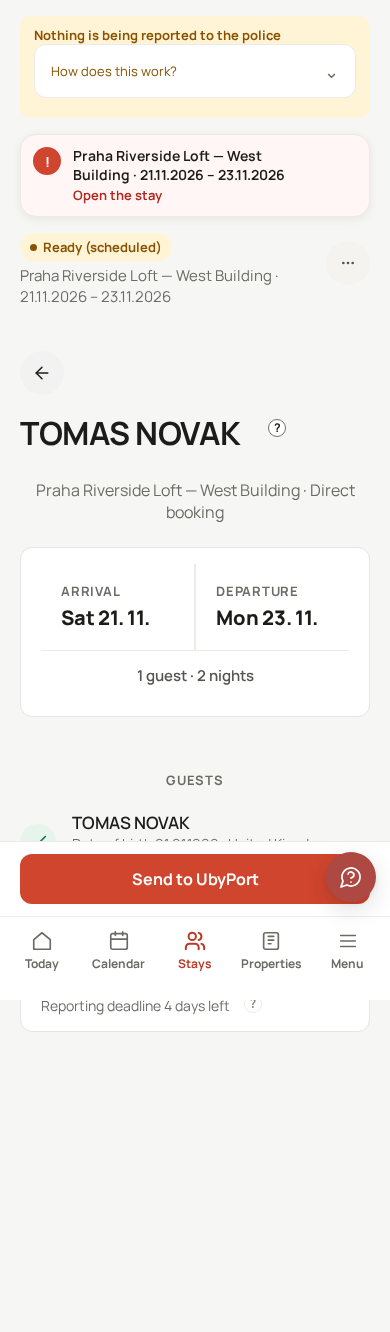 Nothing is being reported to the police
How does this work?
!
Praha Riverside Loft — West
Building · 21.11.2026 – 23.11.2026
Open the stay
Ready (scheduled)
Praha Riverside Loft — West Building ·
21.11.2026 – 23.11.2026
TOMAS NOVAK ?
Praha Riverside Loft — West Building · Direct
booking
ARRIVAL
Sat 21. 11.
DEPARTURE
Mon 23. 11.
1 guest · 2 nights
GUESTS
TOMAS NOVAK
Send to UbyPort
Today
Calendar
Stays
Properties
Menu
Reporting deadline 4 days left ?